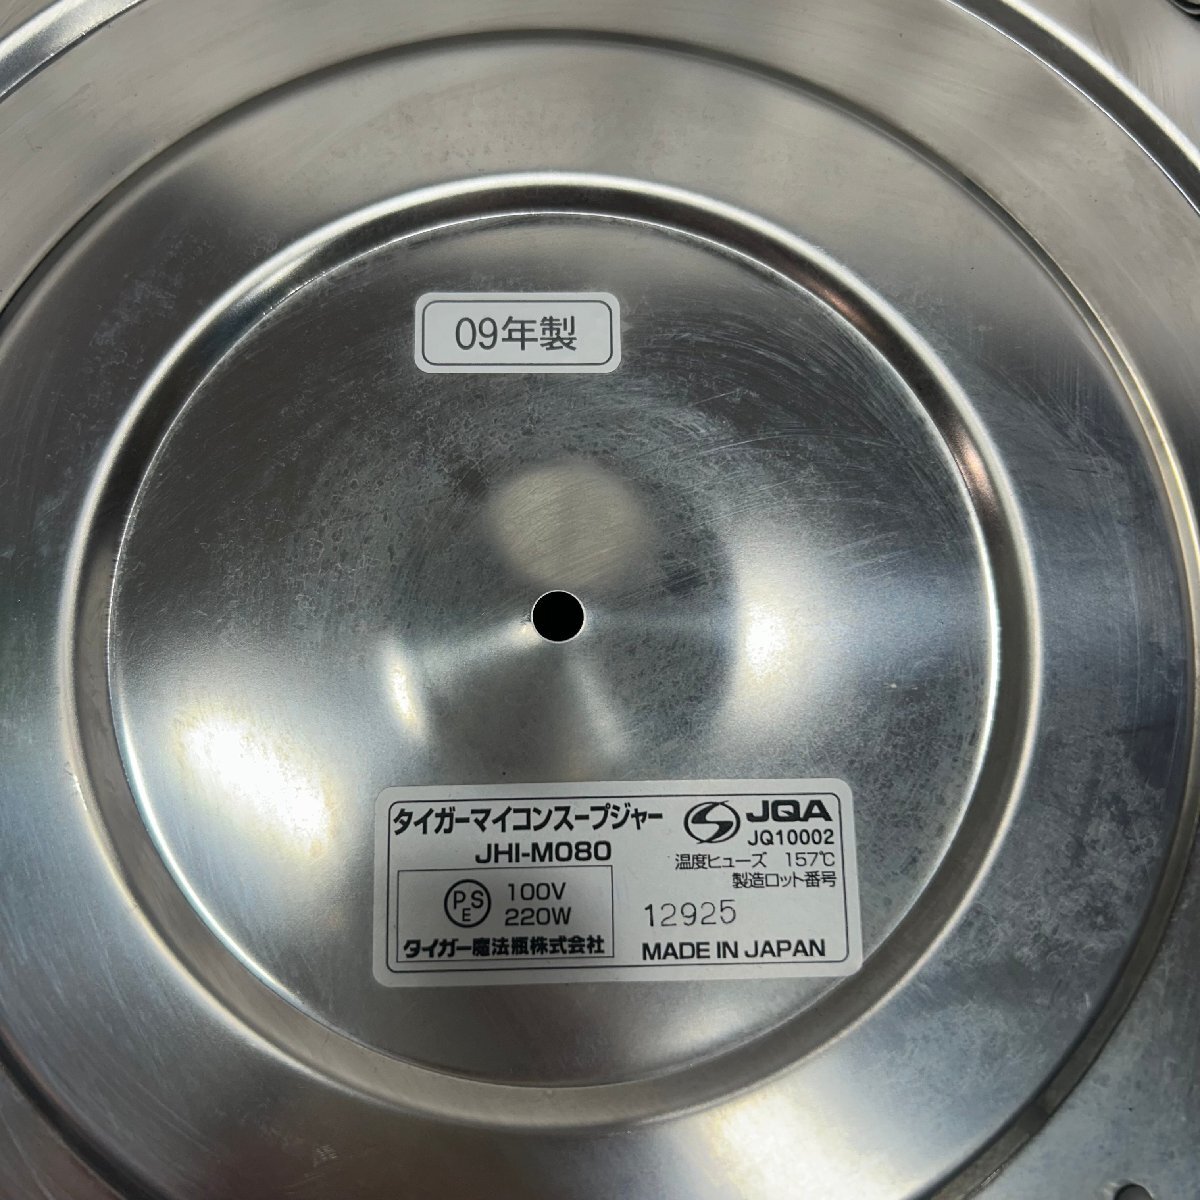 09年製
タイガーマイコンスープジャー
JHI-M080
JQA
JQ10002
温度ヒューズ 157℃
製造ロット番号
PSE
100V
220W
12925
タイガー魔法瓶株式会社
MADE IN JAPAN